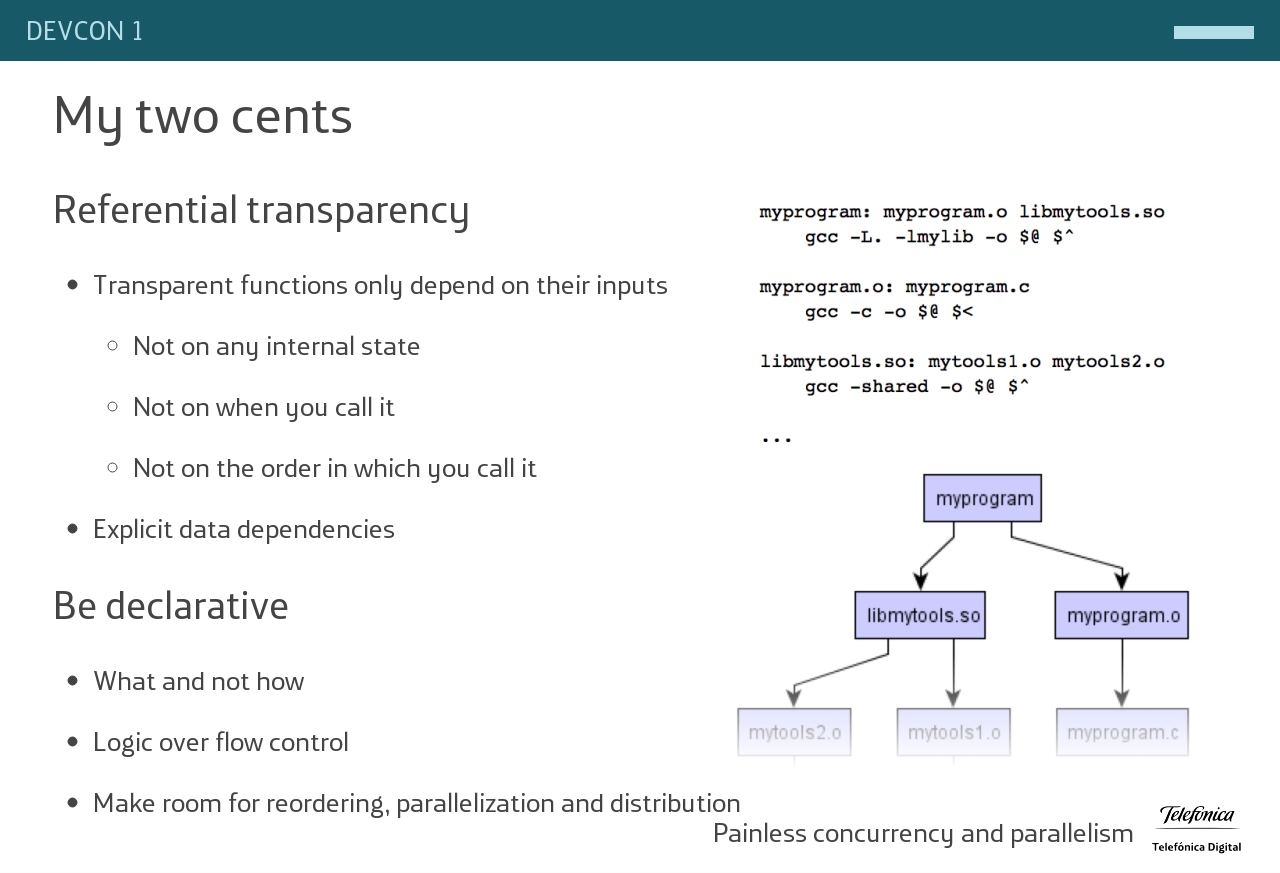 DEVCON 1
My two cents
Referential transparency
Transparent functions only depend on their inputs
Not on any internal state
Not on when you call it
Not on the order in which you call it
Explicit data dependencies
Be declarative
What and not how
Logic over flow control
Make room for reordering, parallelization and distribution
myprogram: myprogram.o libmytools.so
gcc -L. -lmylib -o $@ $^
myprogram.o: myprogram.c
gcc -c -o $@ $<
libmytools.so: mytools1.o mytools2.o
gcc -shared -o $@ $^
...
myprogram
libmytools.so
myprogram.o
mytools2.o
mytools1.o
myprogram.c
Painless concurrency and parallelism
Telefónica
Telefónica Digital